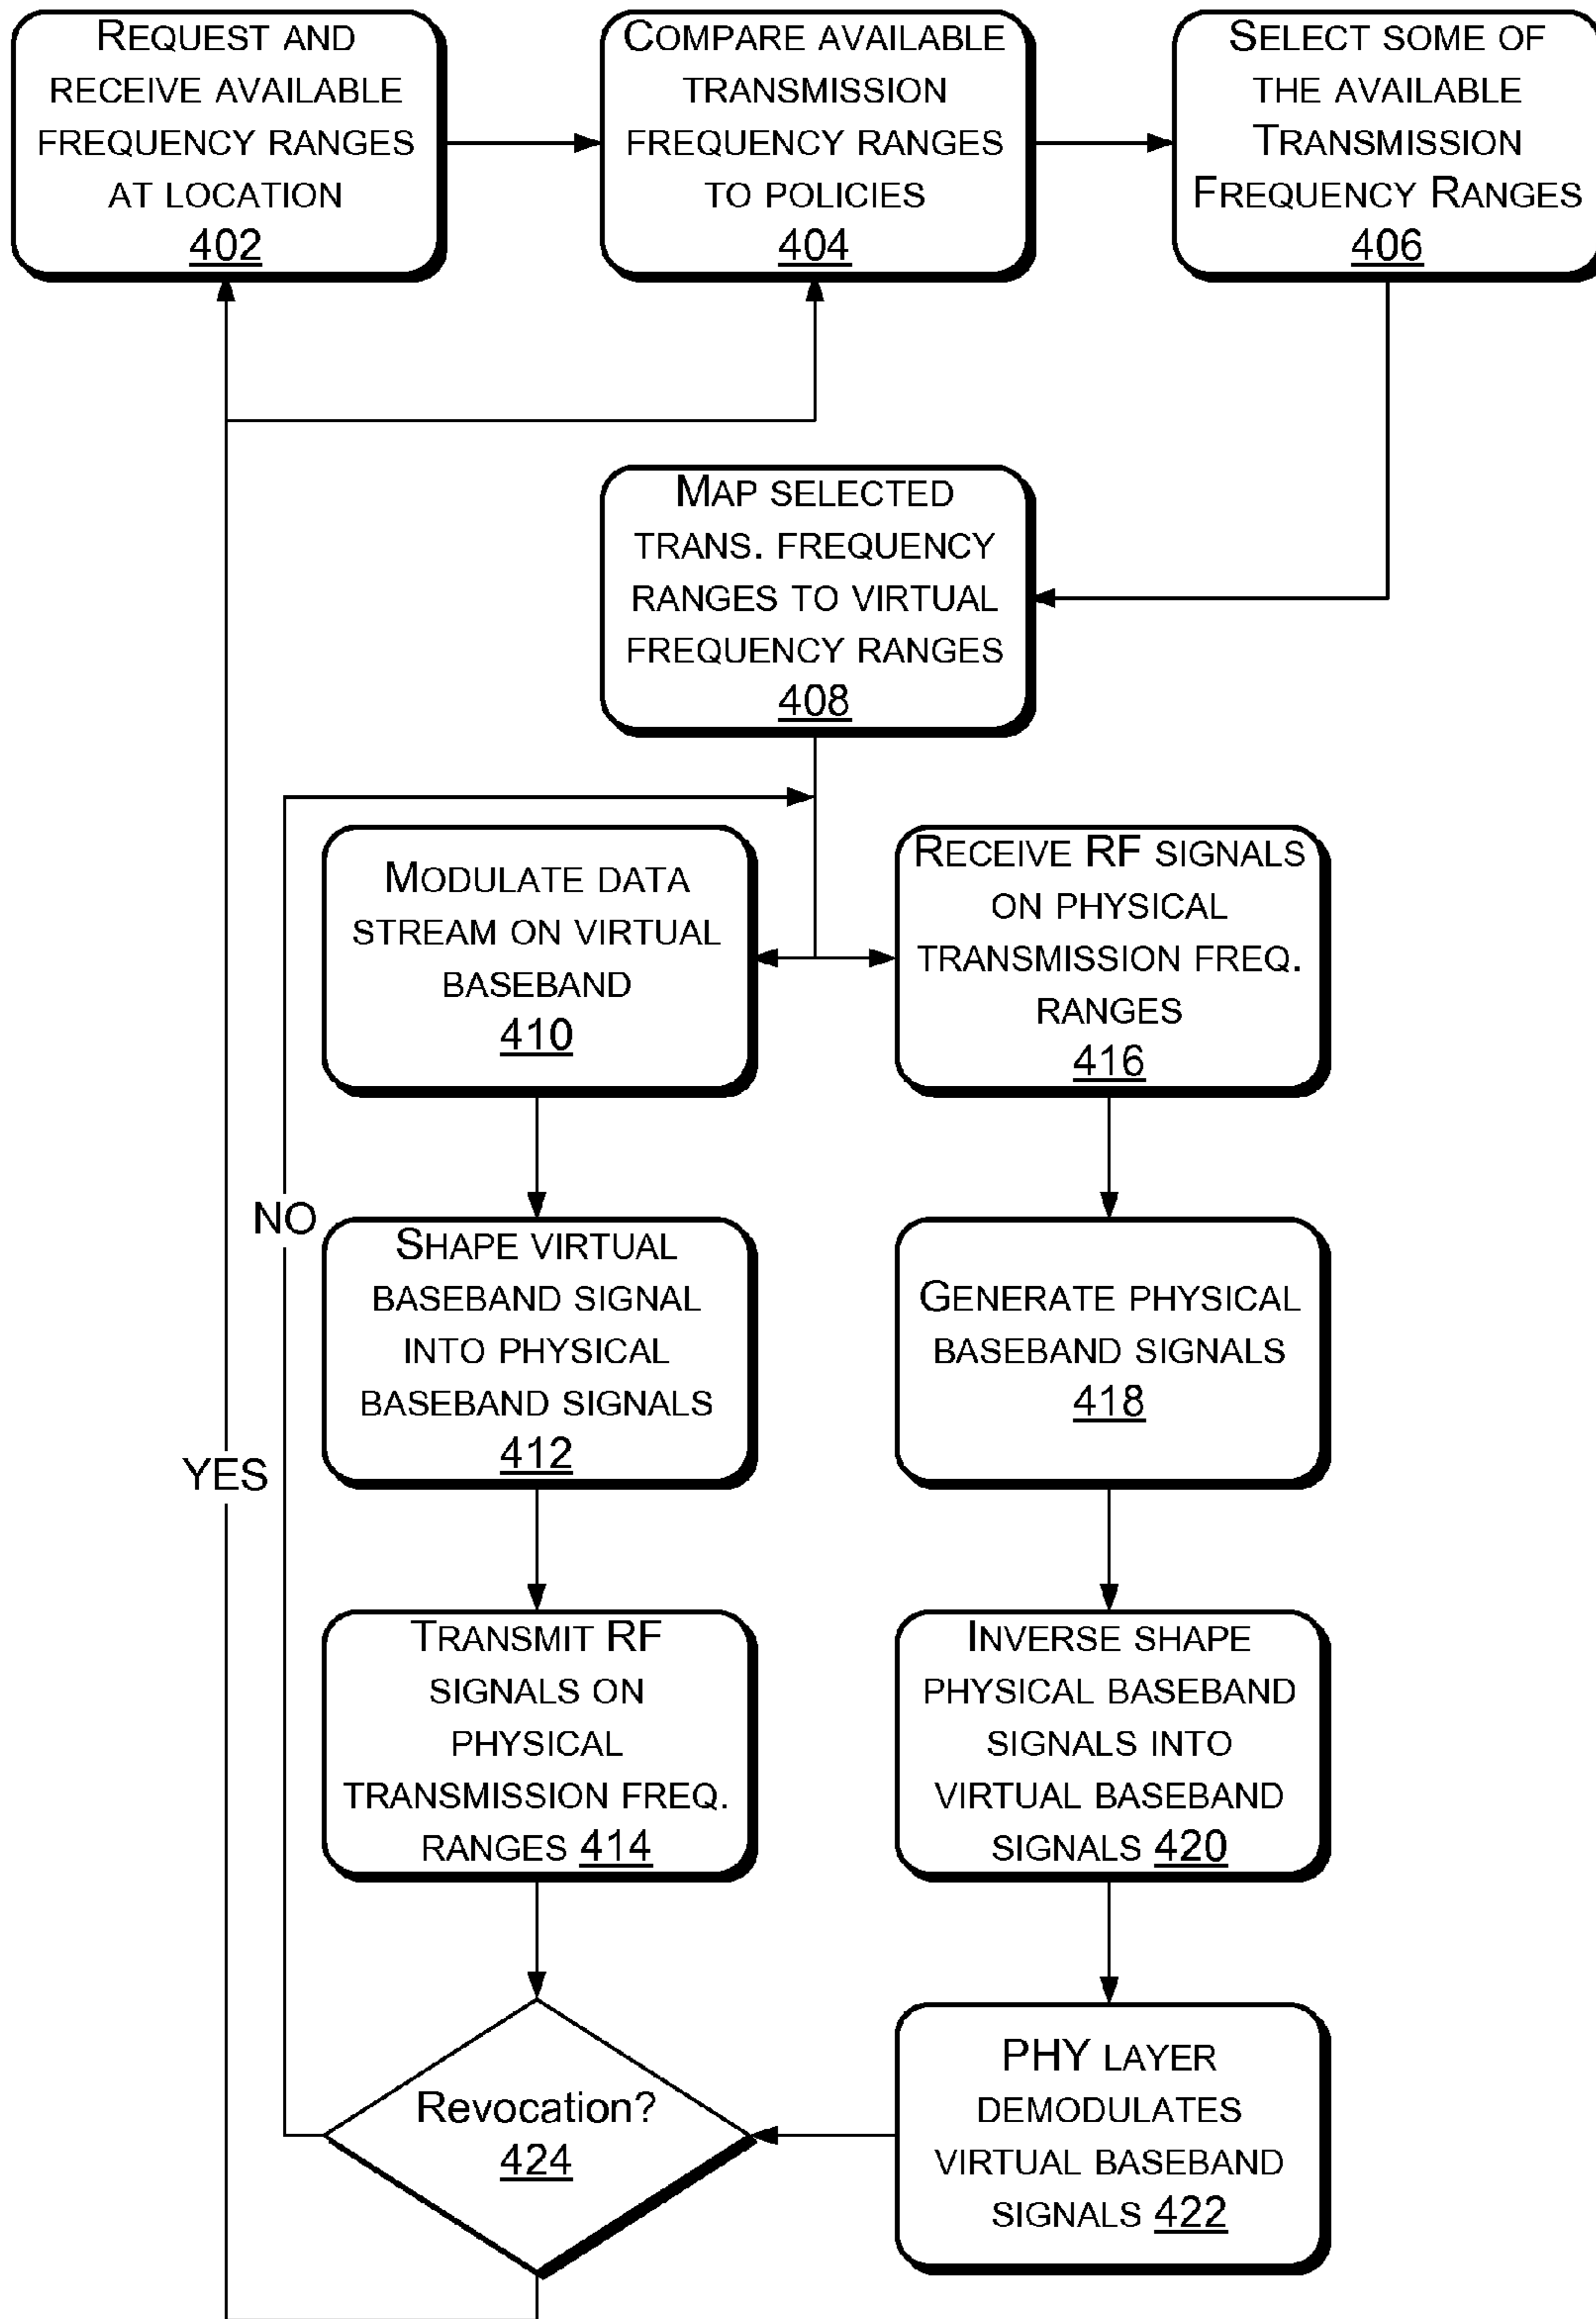 REQUEST AND
RECEIVE AVAILABLE
FREQUENCY RANGES
AT LOCATION
402
COMPARE AVAILABLE
TRANSMISSION
FREQUENCY RANGES
TO POLICIES
404
SELECT SOME OF
THE AVAILABLE
TRANSMISSION
FREQUENCY RANGES
406
MAP SELECTED
TRANS. FREQUENCY
RANGES TO VIRTUAL
FREQUENCY RANGES
408
MODULATE DATA
STREAM ON VIRTUAL
BASEBAND
410
RECEIVE RF SIGNALS
ON PHYSICAL
TRANSMISSION FREQ.
RANGES
416
NO
SHAPE VIRTUAL
BASEBAND SIGNAL
INTO PHYSICAL
BASEBAND SIGNALS
412
GENERATE PHYSICAL
BASEBAND SIGNALS
418
YES
TRANSMIT RF
SIGNALS ON
PHYSICAL
TRANSMISSION FREQ.
RANGES 414
INVERSE SHAPE
PHYSICAL BASEBAND
SIGNALS INTO
VIRTUAL BASEBAND
SIGNALS 420
Revocation?
424
PHY LAYER
DEMODULATES
VIRTUAL BASEBAND
SIGNALS 422